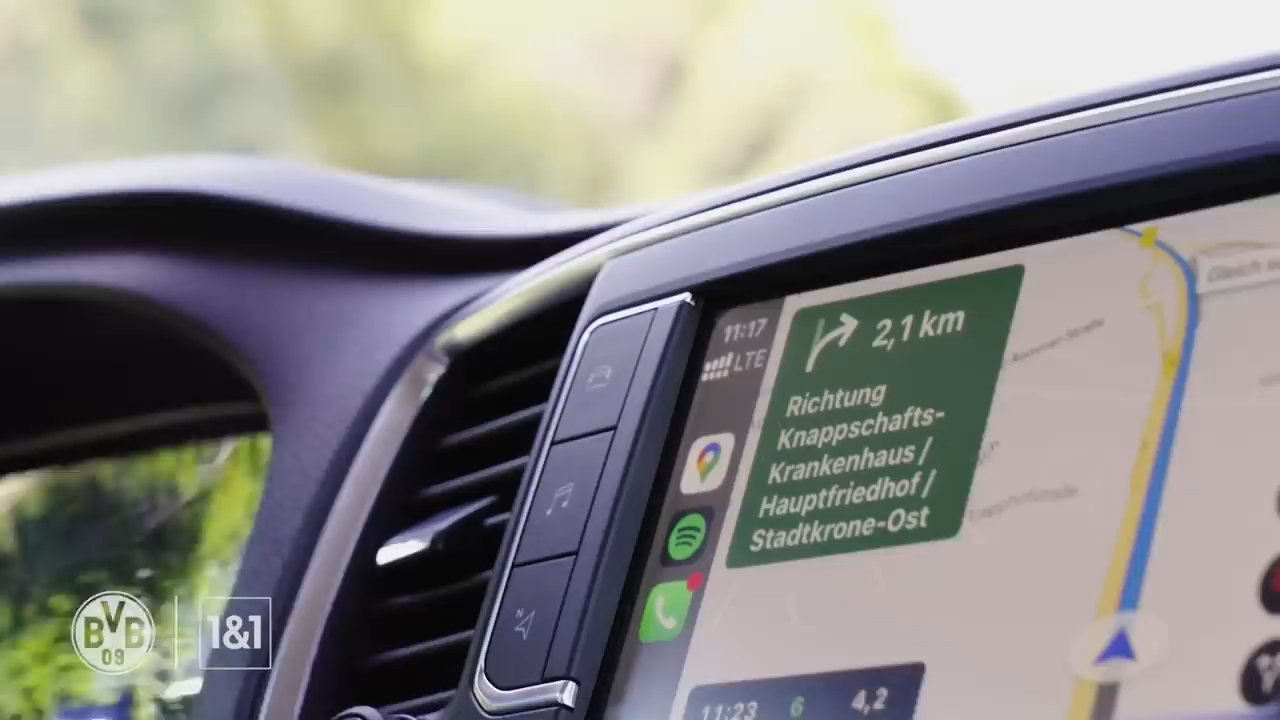 11:17
LTE
2,1 km
Richtung
Knappschafts-
Krankenhaus /
Hauptfriedhof /
Stadtkrone-Ost
Gleich
N
11:23 6 4,2
BVB
09
1&1